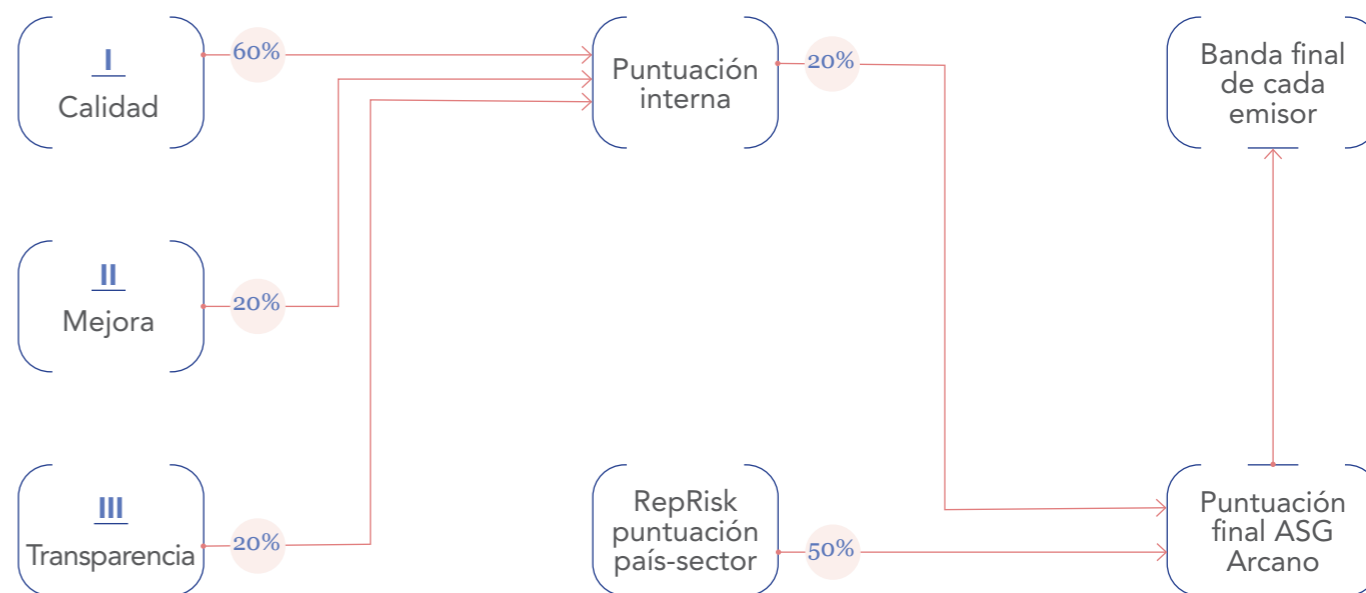 I
Calidad
60%
Puntuación
interna
20%
Banda final
de cada
emisor
II
Mejora
20%
III
Transparencia
20%
RepRisk
puntuación
país-sector
50%
Puntuación
final ASG
Arcano